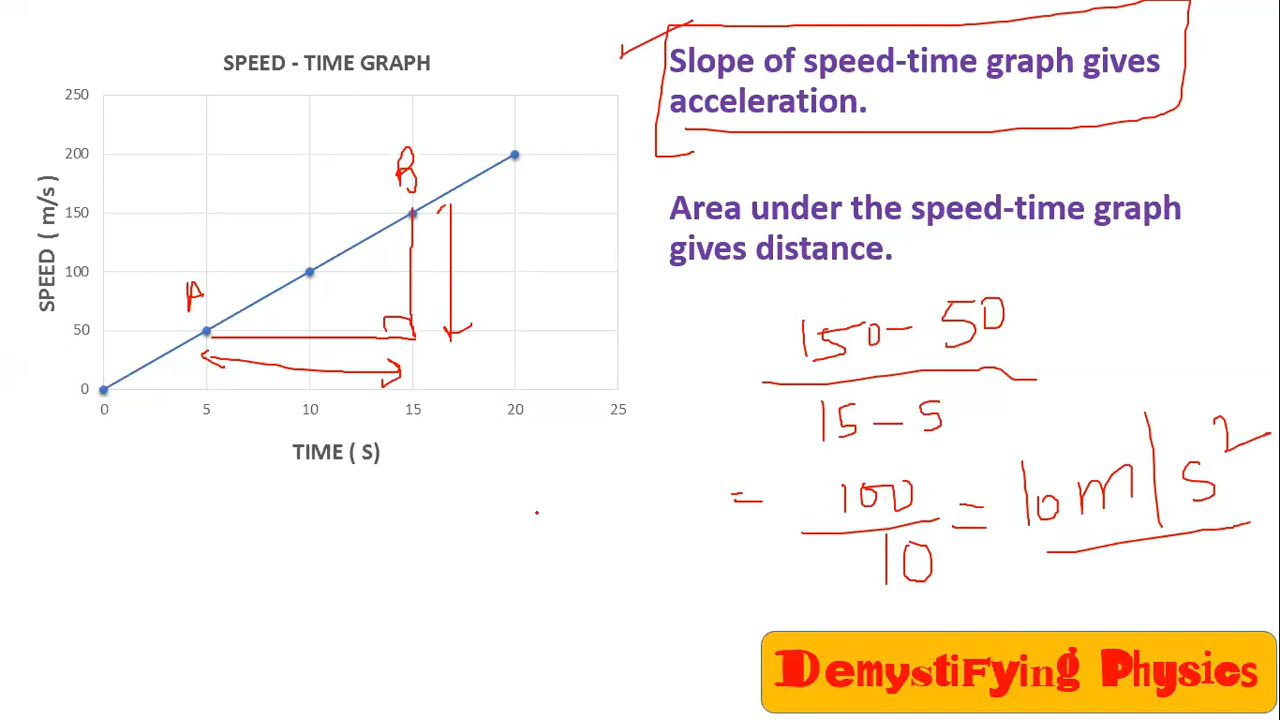 SPEED - TIME GRAPH
250
200
150
100
50
0
0 5 10 15 20 25
SPEED ( m/s )
TIME ( S)
A
B
Slope of speed-time graph gives
acceleration.
Area under the speed-time graph
gives distance.
150 - 50
15 - 5
= 100 = 10 m/s²
10
Demystifying Physics